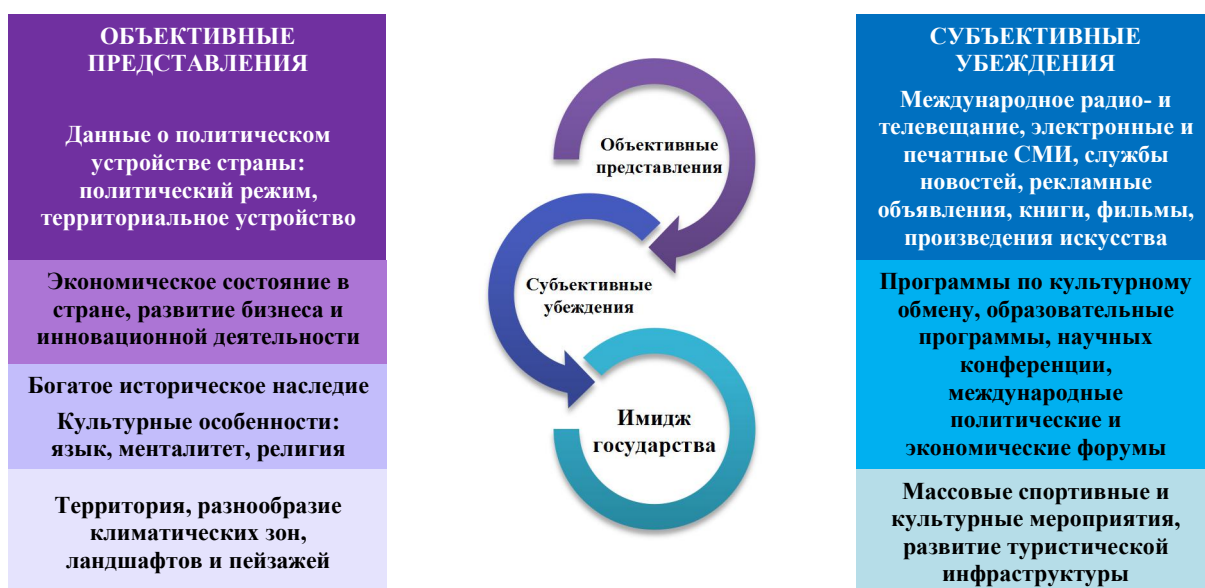 ОБЪЕКТИВНЫЕ
ПРЕДСТАВЛЕНИЯ
Данные о политическом
устройстве страны:
политический режим,
территориальное устройство
Экономическое состояние в
стране, развитие бизнеса и
инновационной деятельности
Богатое историческое наследие
Культурные особенности:
язык, менталитет, религия
Территория, разнообразие
климатических зон,
ландшафтов и пейзажей
Объективные
представления
Субъективные
убеждения
Имидж
государства
СУБЪЕКТИВНЫЕ
УБЕЖДЕНИЯ
Международное радио- и
телевещание, электронные и
печатные СМИ, службы
новостей, рекламные
объявления, книги, фильмы,
произведения искусства
Программы по культурному
обмену, образовательные
программы, научных
конференции,
международные
политические и
экономические форумы
Массовые спортивные и
культурные мероприятия,
развитие туристической
инфраструктуры